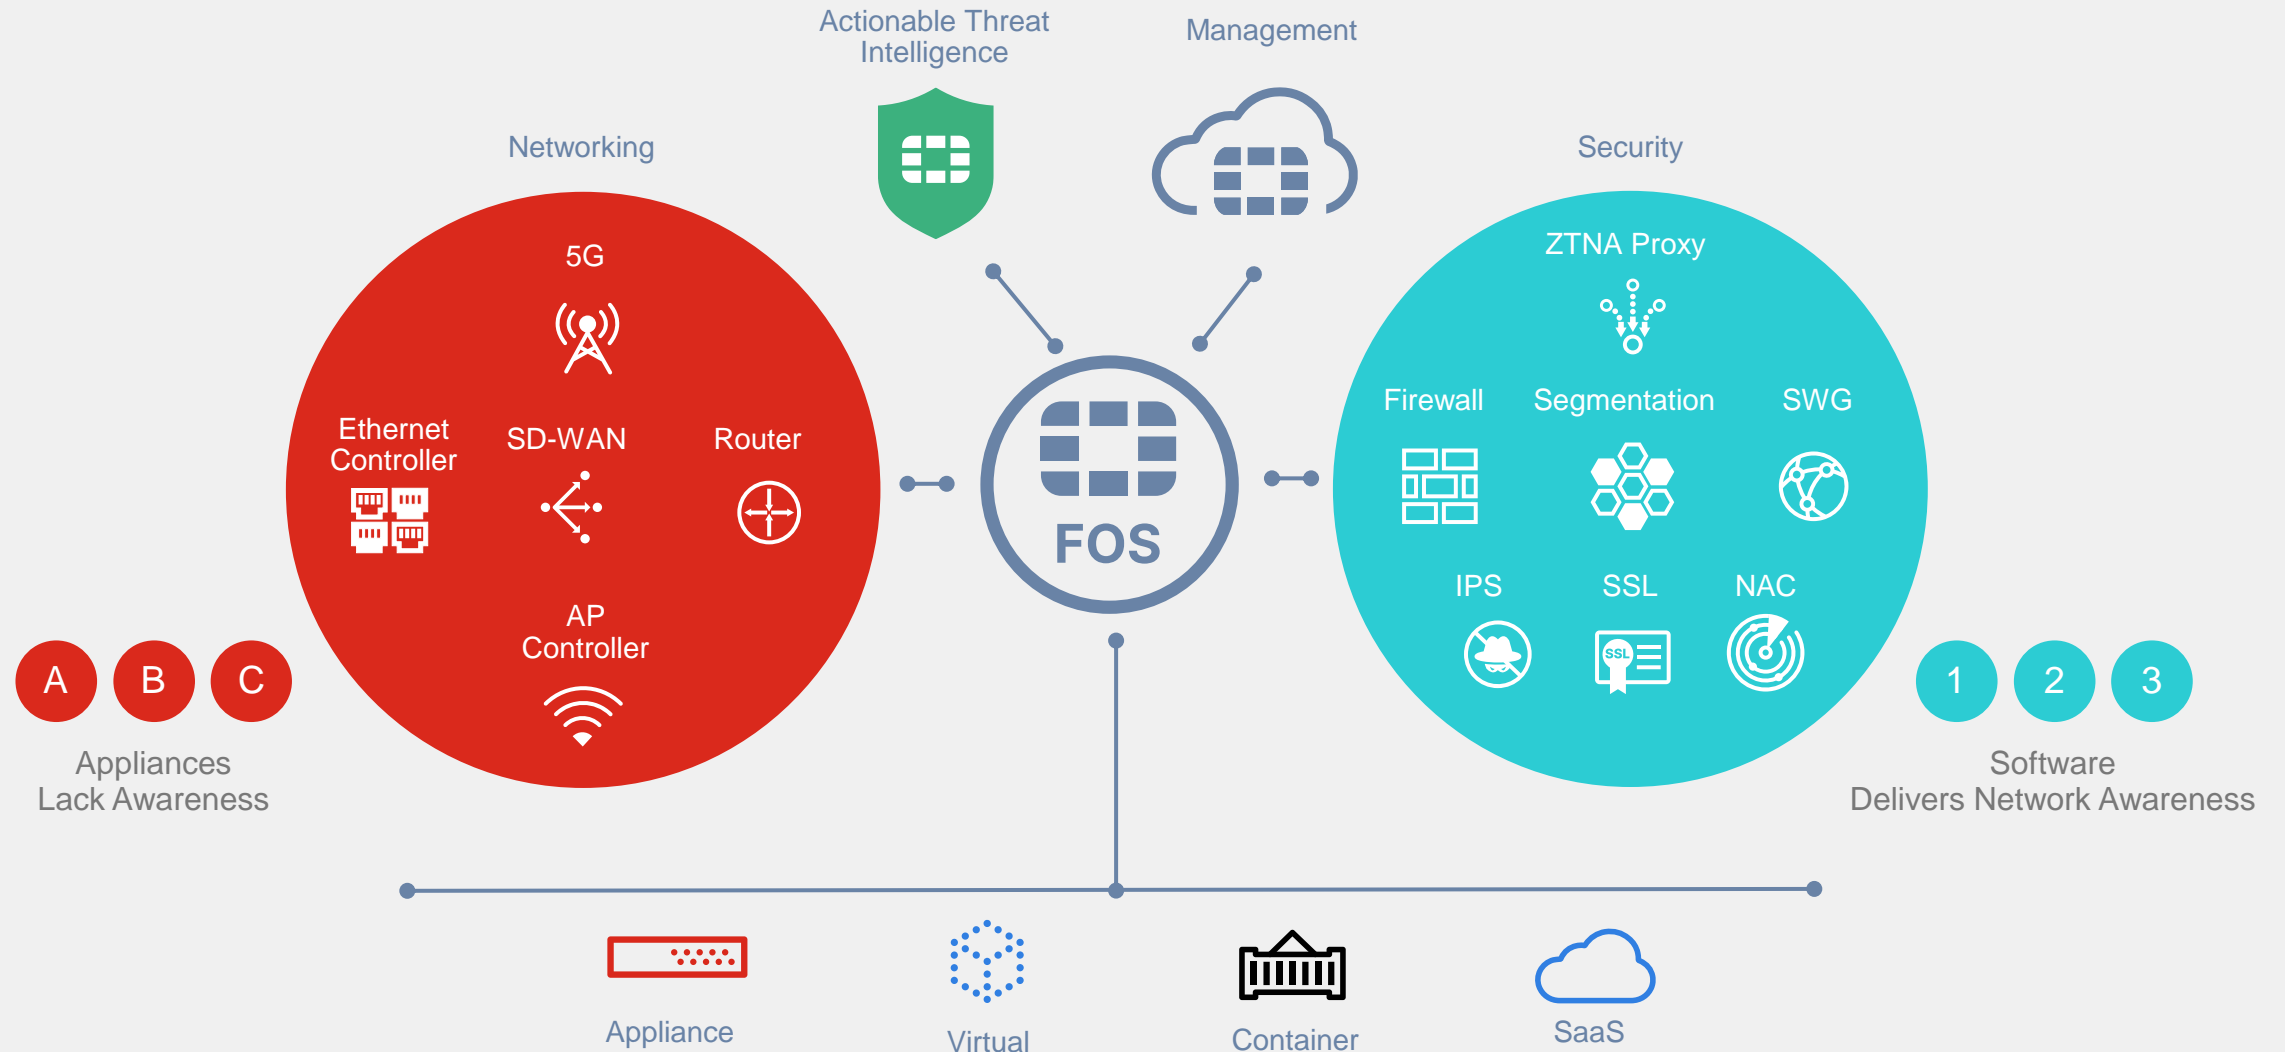 Actionable Threat
Intelligence
Management
Networking
Security
5G
Ethernet
Controller
SD-WAN
Router
AP
Controller
FOS
ZTNA Proxy
Firewall
Segmentation
SWG
IPS
SSL
NAC
SSL
A
B
C
Appliances
Lack Awareness
1
2
3
Software
Delivers Network Awareness
Appliance
Virtual
Container
SaaS